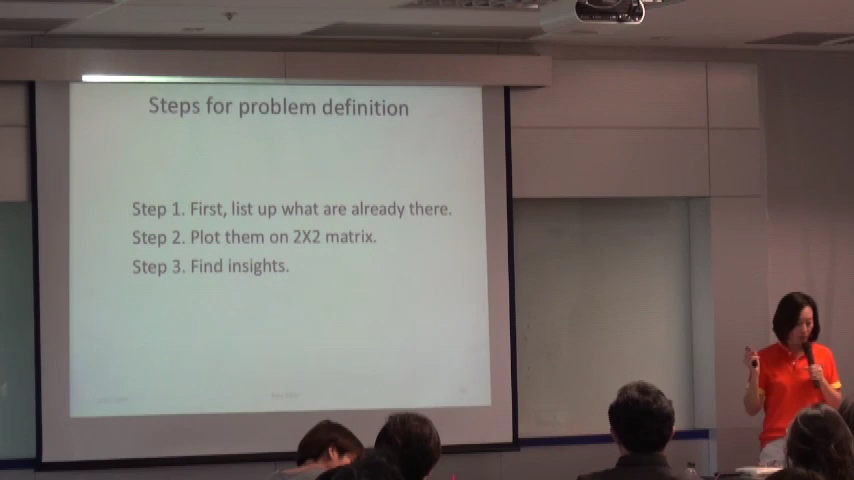 Steps for problem definition
Step 1. First, list up what are already there.
Step 2. Plot them on 2X2 matrix.
Step 3. Find insights.